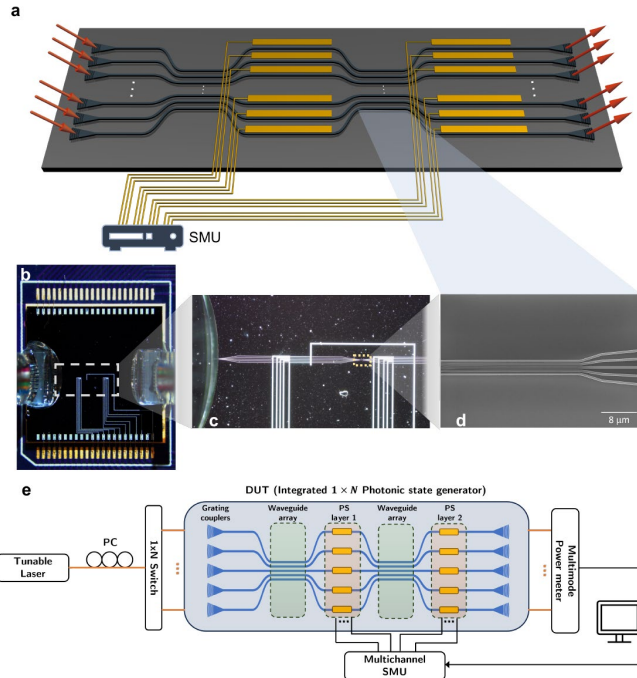 a
SMU
b
c
d
8 μm
e
DUT (Integrated 1 × N Photonic state generator)
Grating
couplers
Waveguide
array
PS
layer 1
Waveguide
array
PS
layer 2
PC
Tunable
Laser
1xN Switch
Multimode
Power meter
Multichannel
SMU